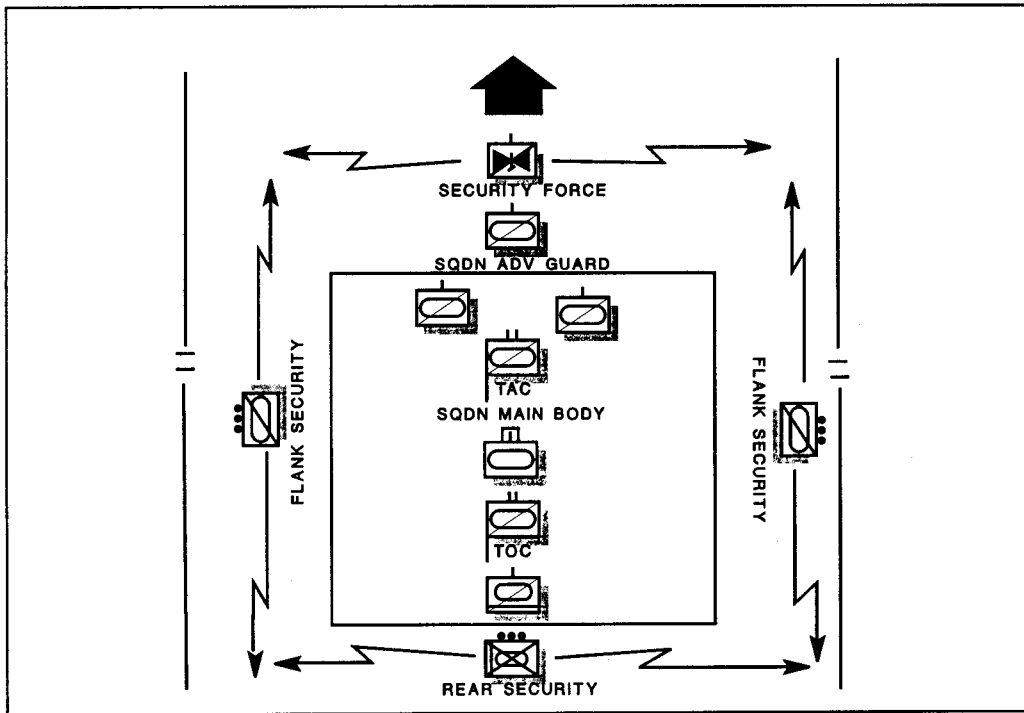 SECURITY FORCE
SQDN ADV GUARD
TAC
SQDN MAIN BODY
FLANK SECURITY
FLANK SECURITY
TOC
REAR SECURITY